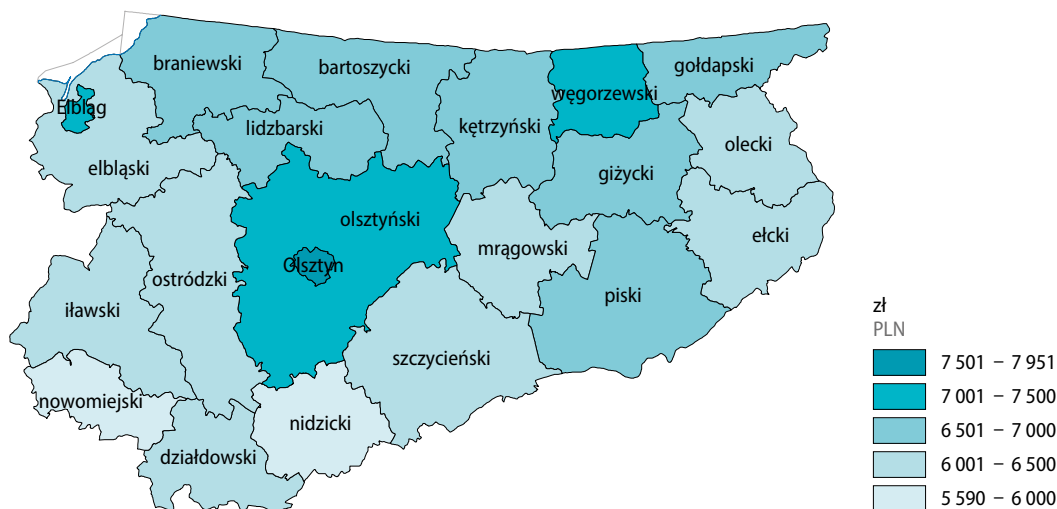 braniewski
bartoszycki
gołdapski
węgorzewski
Elbląg
lidzbarski
kętrzyński
olecki
elbląski
giżycki
olsztyński
ełcki
mrągowski
Olsztyn
ostródzki
piski
iławski
szczycieński
nowomiejski
nidzicki
działdowski
zł
PLN
7 501 – 7 951
7 001 – 7 500
6 501 – 7 000
6 001 – 6 500
5 590 – 6 000